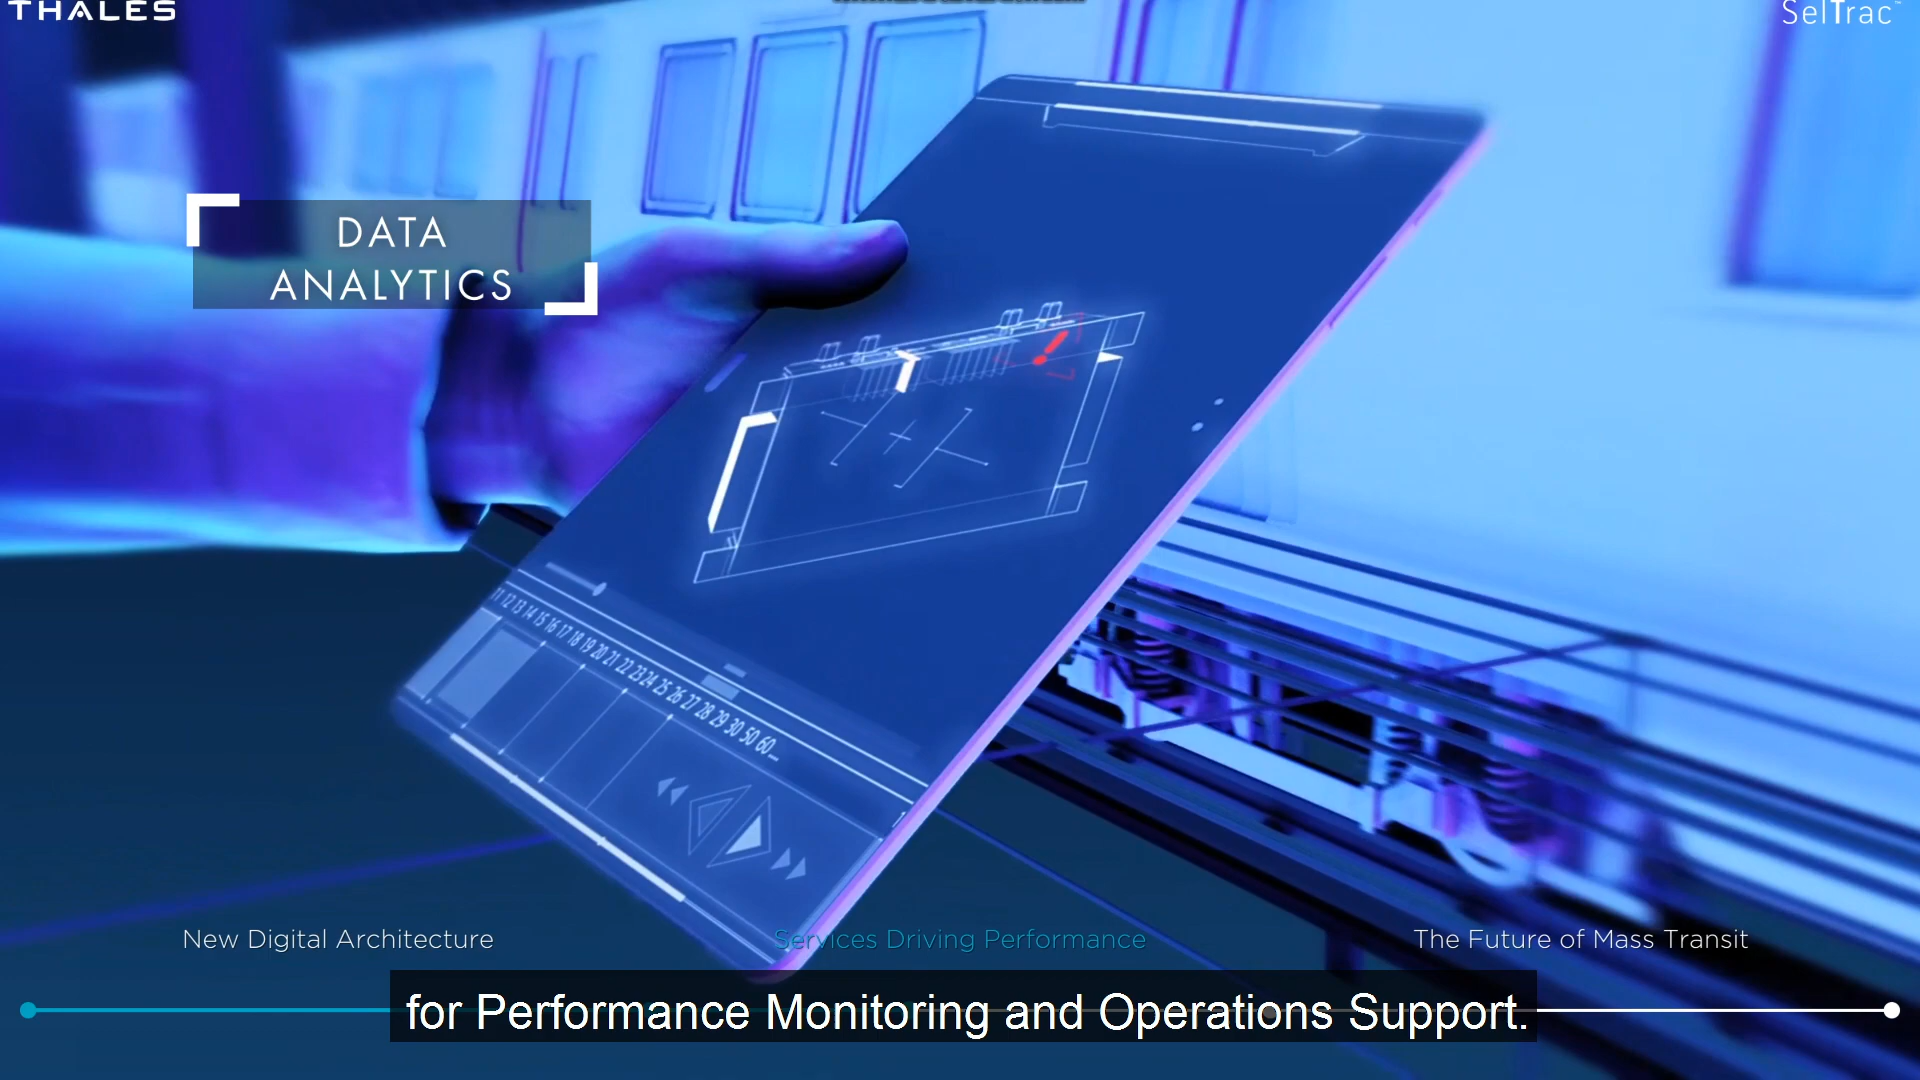 THALES
SelTrac™
DATA
ANALYTICS
11 12 13 14 15 16 17 18 19 20 21 22 23 24 25 26 27 28 29 30 50 60
New Digital Architecture
Services Driving Performance
The Future of Mass Transit
for Performance Monitoring and Operations Support.